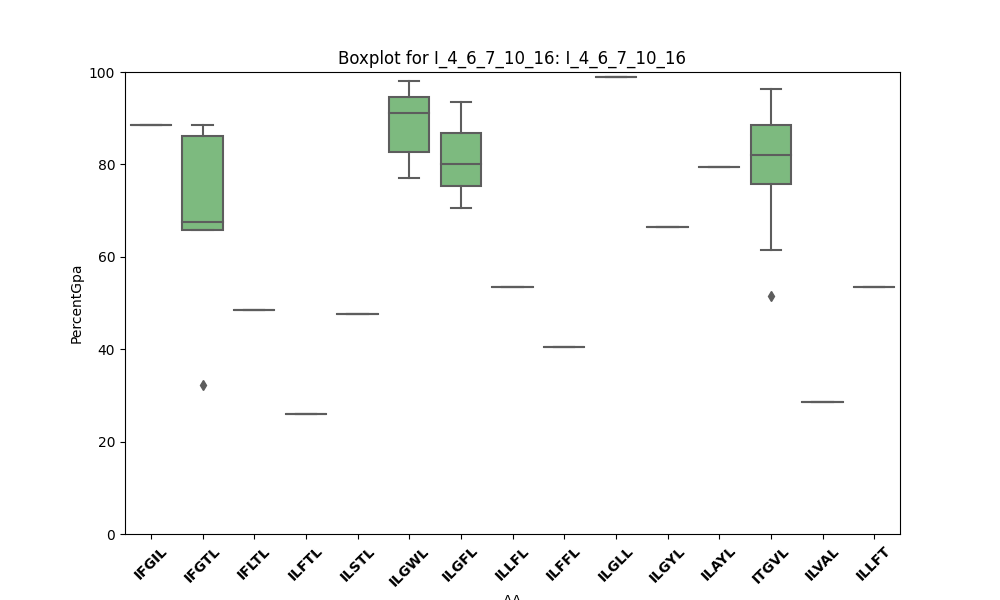 Boxplot for I_4_6_7_10_16: I_4_6_7_10_16
100
80
60
40
20
0
PercentGpa
IFGIL
IFGTL
IFLTL
ILFTL
ILSTL
ILGWL
ILGFL
ILLFL
ILFFL
ILGLL
ILGYL
ILAYL
ITGVL
ILVAL
ILLFT
AA